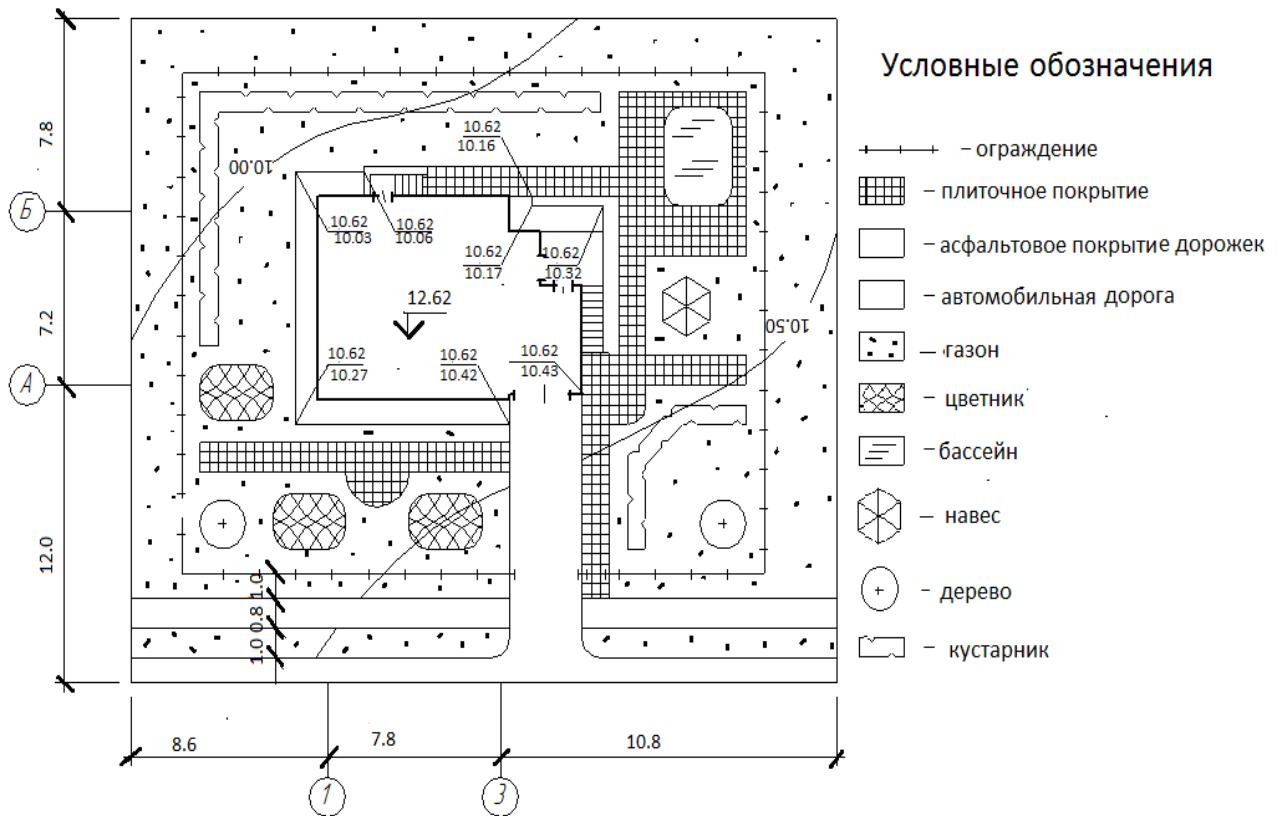 Условные обозначения
– ограждение
– плиточное покрытие
– асфальтовое покрытие дорожек
– автомобильная дорога
– газон
– цветник
– бассейн
– навес
– дерево
– кустарник
7.8
Б
7.2
А
12.0
10.00
10.50
10.62
10.16
10.62
10.03
10.62
10.06
10.62
10.17
10.62
10.32
12.62
10.62
10.27
10.62
10.42
10.62
10.43
1.0
0.8
1.0
8.6
7.8
10.8
1
3